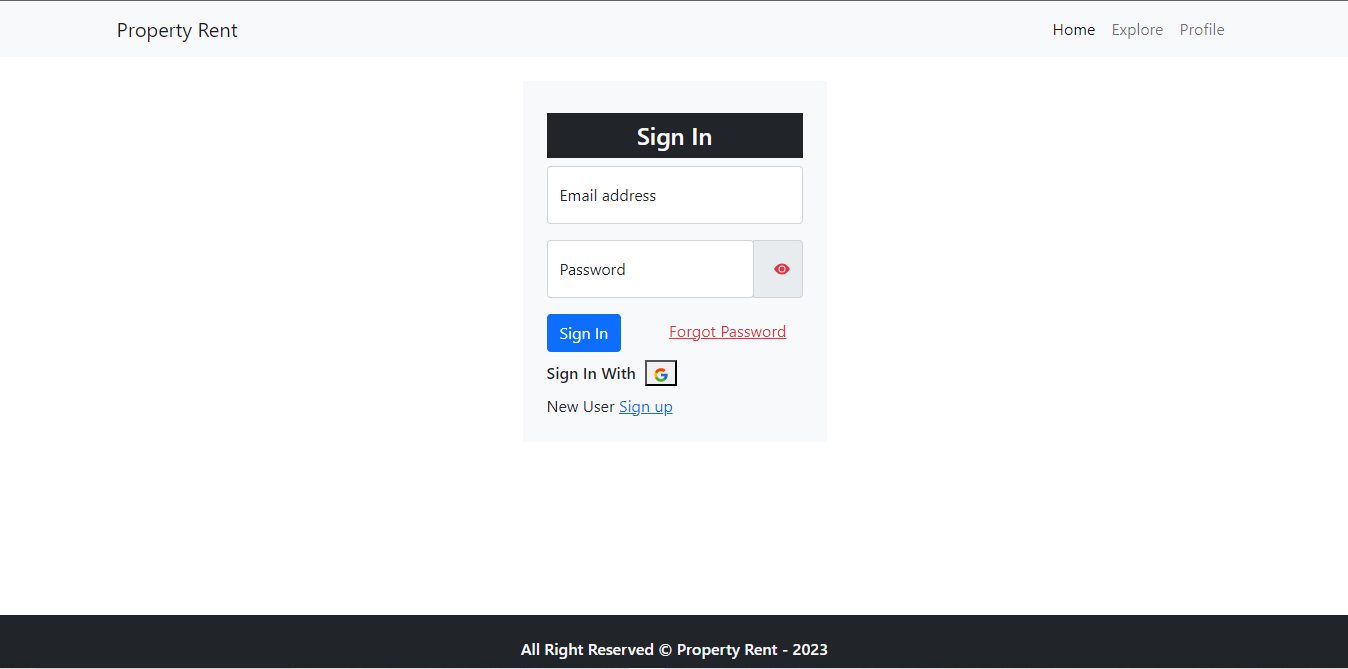 Property Rent
Home Explore Profile
Sign In
Email address
Password
Sign In
Forgot Password
Sign In With
New User Sign up
All Right Reserved © Property Rent - 2023